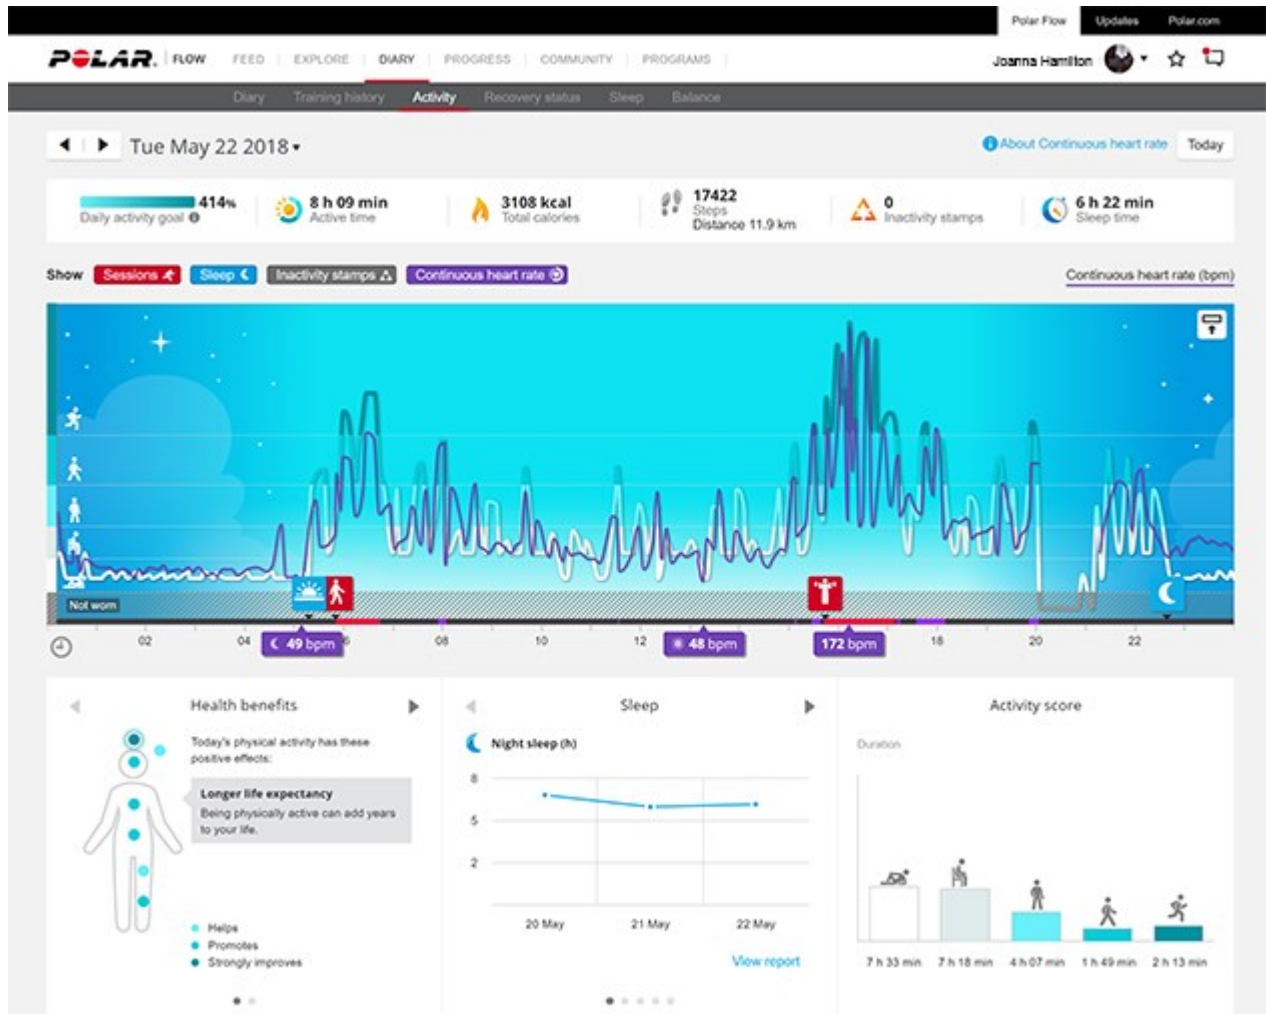 Polar Flow Updates Polar.com
POLAR. FLOW FEED EXPLORE DIARY PROGRESS COMMUNITY PROGRAMS Joanna Hamilton
Diary Training history Activity Recovery status Sleep Balance
Tue May 22 2018 About Continuous heart rate Today
414%
Daily activity goal
8 h 09 min
Active time
3108 kcal
Total calories
17422
Steps
Distance 11.9 km
0
Inactivity stamps
6 h 22 min
Sleep time
Show Sessions Sleep Inactivity stamps Continuous heart rate Continuous heart rate (bpm)
Not worn
02 04 6 08 10 12 18 20 22
49 bpm 48 bpm 172 bpm
Health benefits
Today's physical activity has these
positive effects:
Longer life expectancy
Being physically active can add years
to your life.
Helps
Promotes
Strongly improves
Sleep
Night sleep (h)
8
5
2
20 May 21 May 22 May
View report
Activity score
Duration
7 h 33 min 7 h 18 min 4 h 07 min 1 h 49 min 2 h 13 min